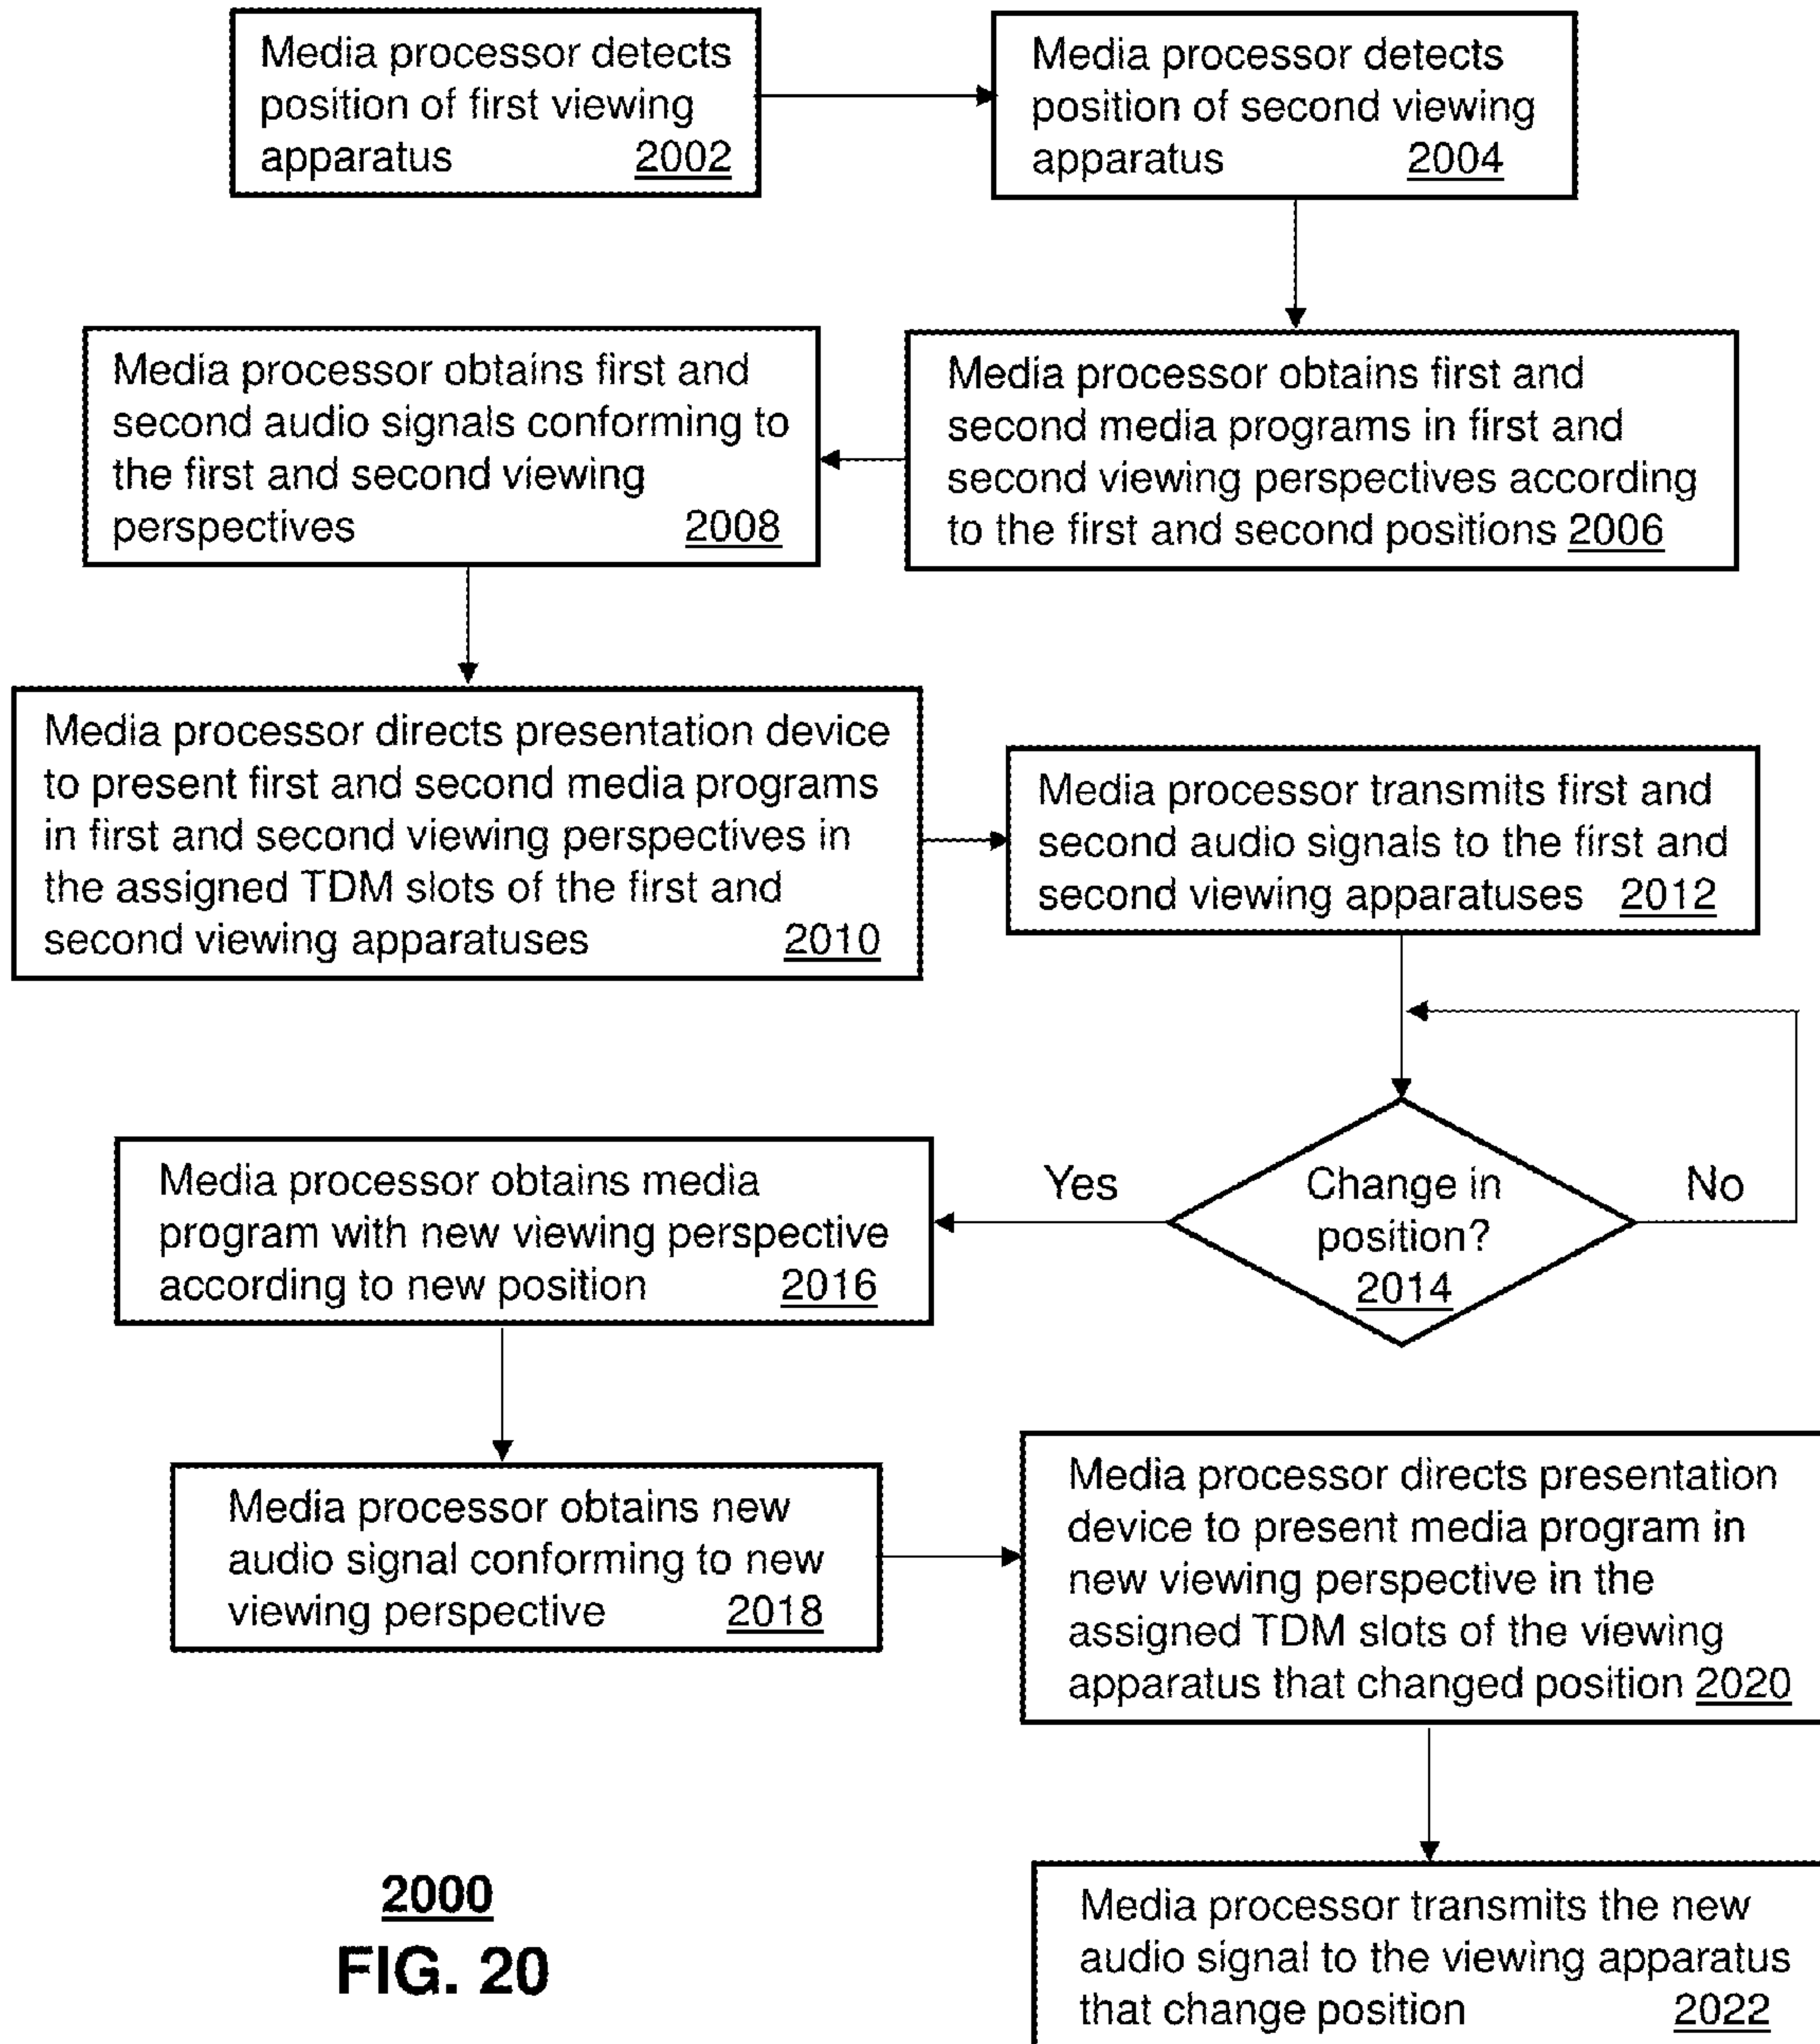 Media processor detects
position of first viewing
apparatus 2002
Media processor detects
position of second viewing
apparatus 2004
Media processor obtains first and
second media programs in first and
second viewing perspectives according
to the first and second positions 2006
Media processor obtains first and
second audio signals conforming to
the first and second viewing
perspectives 2008
Media processor directs presentation device
to present first and second media programs
in first and second viewing perspectives in
the assigned TDM slots of the first and
second viewing apparatuses 2010
Media processor transmits first and
second audio signals to the first and
second viewing apparatuses 2012
Change in
position?
2014
No
Yes
Media processor obtains media
program with new viewing perspective
according to new position 2016
Media processor obtains new
audio signal conforming to new
viewing perspective 2018
Media processor directs presentation
device to present media program in
new viewing perspective in the
assigned TDM slots of the viewing
apparatus that changed position 2020
Media processor transmits the new
audio signal to the viewing apparatus
that change position 2022
2000
FIG. 20